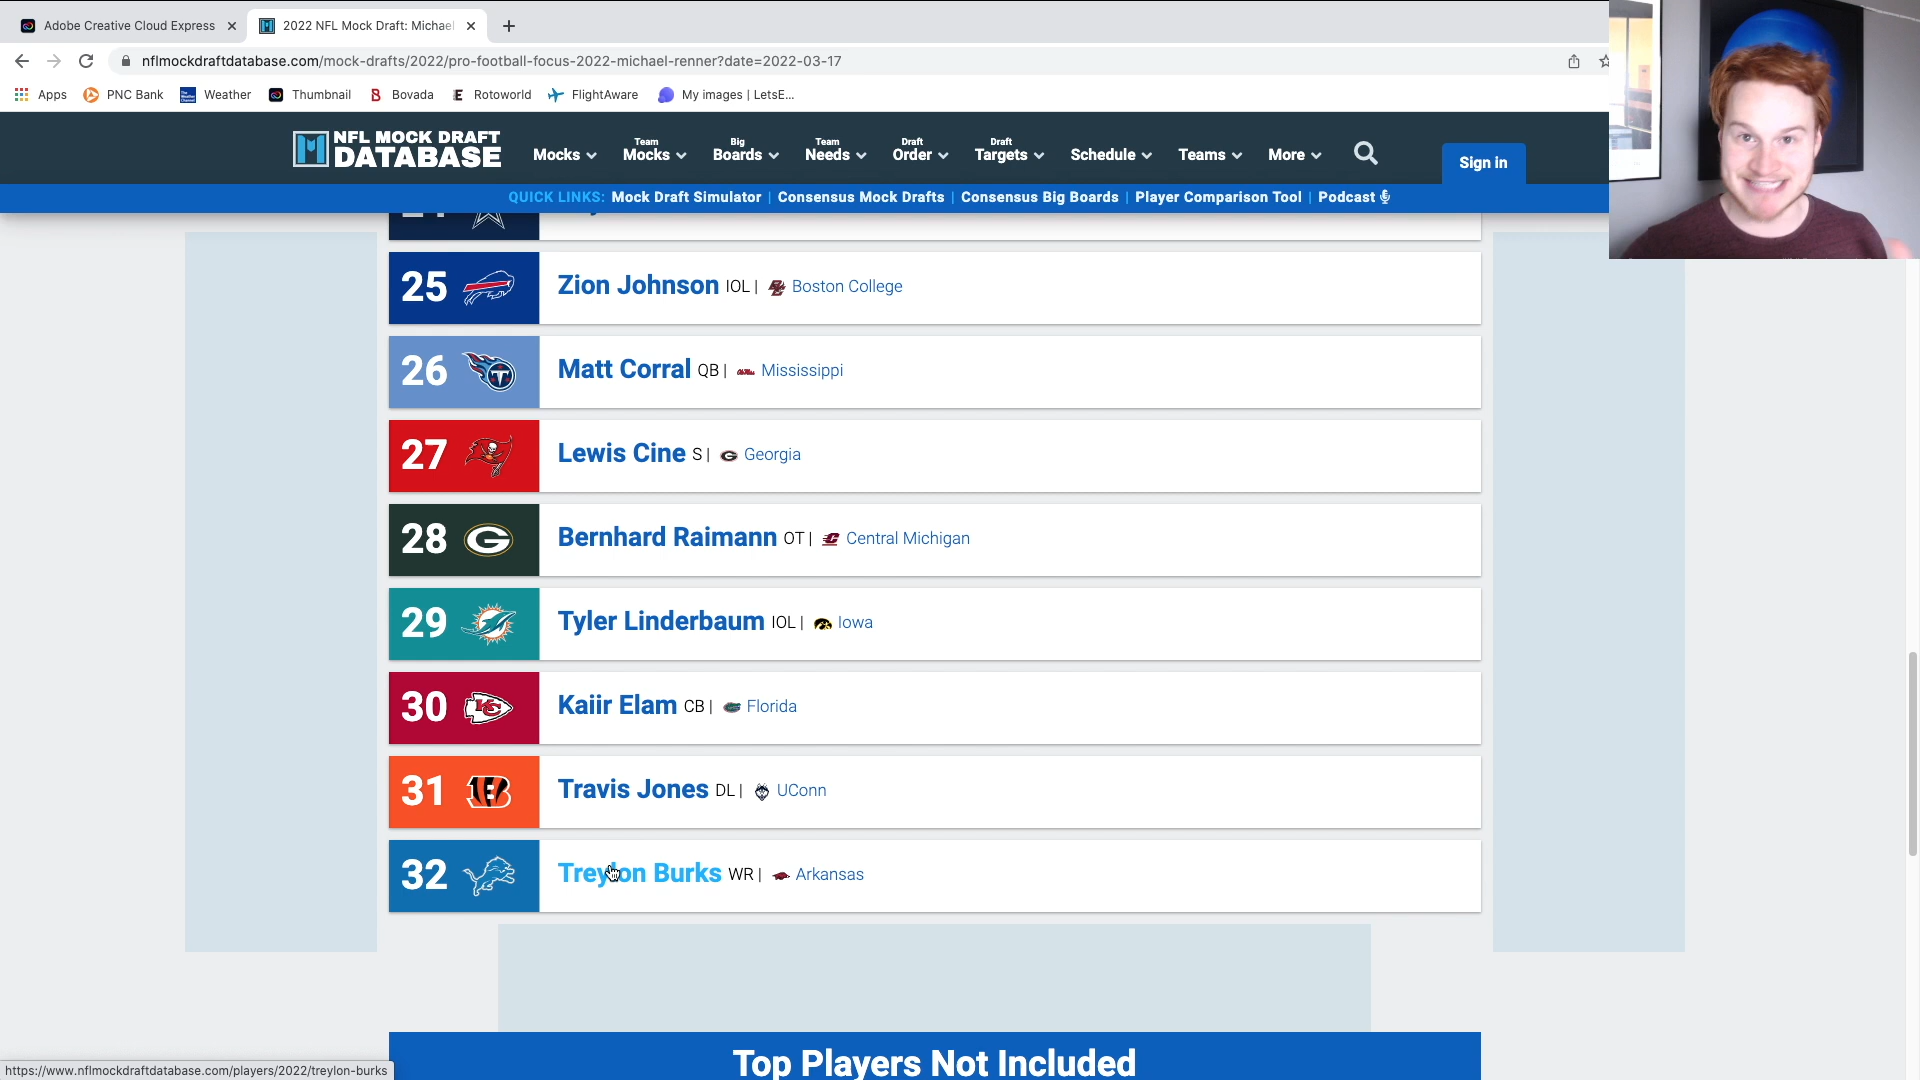 Adobe Creative Cloud Express
2022 NFL Mock Draft: Michael
nflmockdraftdatabase.com/mock-drafts/2022/pro-football-focus-2022-michael-renner?date=2022-03-17
Apps PNC Bank Weather Thumbnail Bovada Rotoworld FlightAware My images | LetsE...
NFL MOCK DRAFT
DATABASE
Mocks
Team
Mocks
Big
Boards
Team
Needs
Draft
Order
Draft
Targets
Schedule
Teams
More
Sign in
QUICK LINKS: Mock Draft Simulator | Consensus Mock Drafts | Consensus Big Boards | Player Comparison Tool | Podcast
25 Zion Johnson IOL | Boston College
26 Matt Corral QB | Mississippi
27 Lewis Cine S | Georgia
28 Bernhard Raimann OT | Central Michigan
29 Tyler Linderbaum IOL | Iowa
30 Kaiir Elam CB | Florida
31 Travis Jones DL | UConn
32 Treylon Burks WR | Arkansas
Top Players Not Included
https://www.nflmockdraftdatabase.com/players/2022/treylon-burks